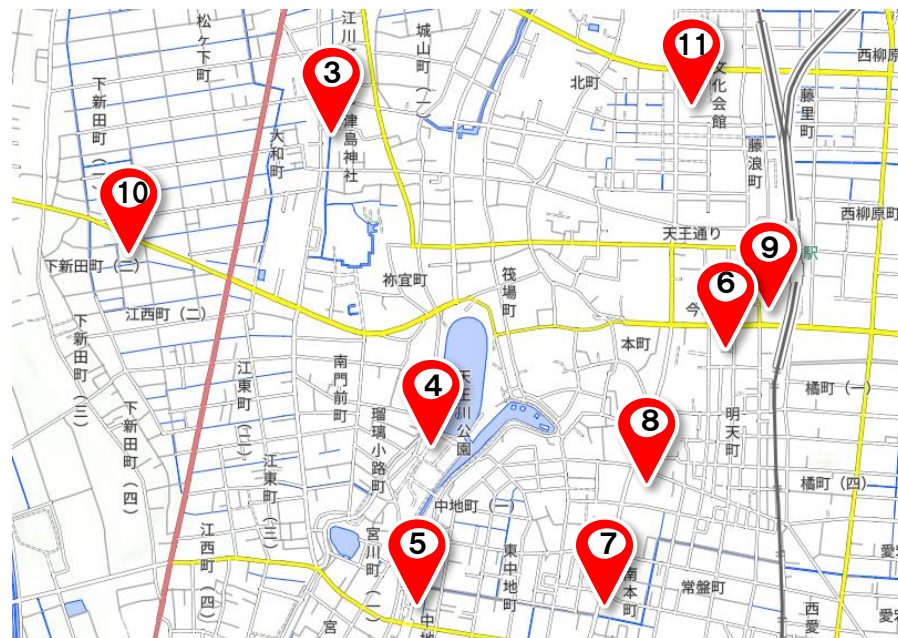 松ヶ下町
江川町
城山町(一)
11
文化会館
西柳原
3
北町
藤里町
下新田町(一)
大和町
津島神社
藤浪町
10
西柳原町
天王通り
9
駅
下新田町(二)
祢宜町
筏場町
6
今
江西町(二)
下新田町(三)
本町
南門前町
4
天王川公園
江東町(二)
橘町(一)
瑠璃小路町
8
明天町
下新田町(四)
江東町(三)
橘町(四)
中地町(一)
5
7
宮川町(一)
江西町(四)
東中地町
南本町
常盤町
愛宕
愛宕
中地
宮
西愛